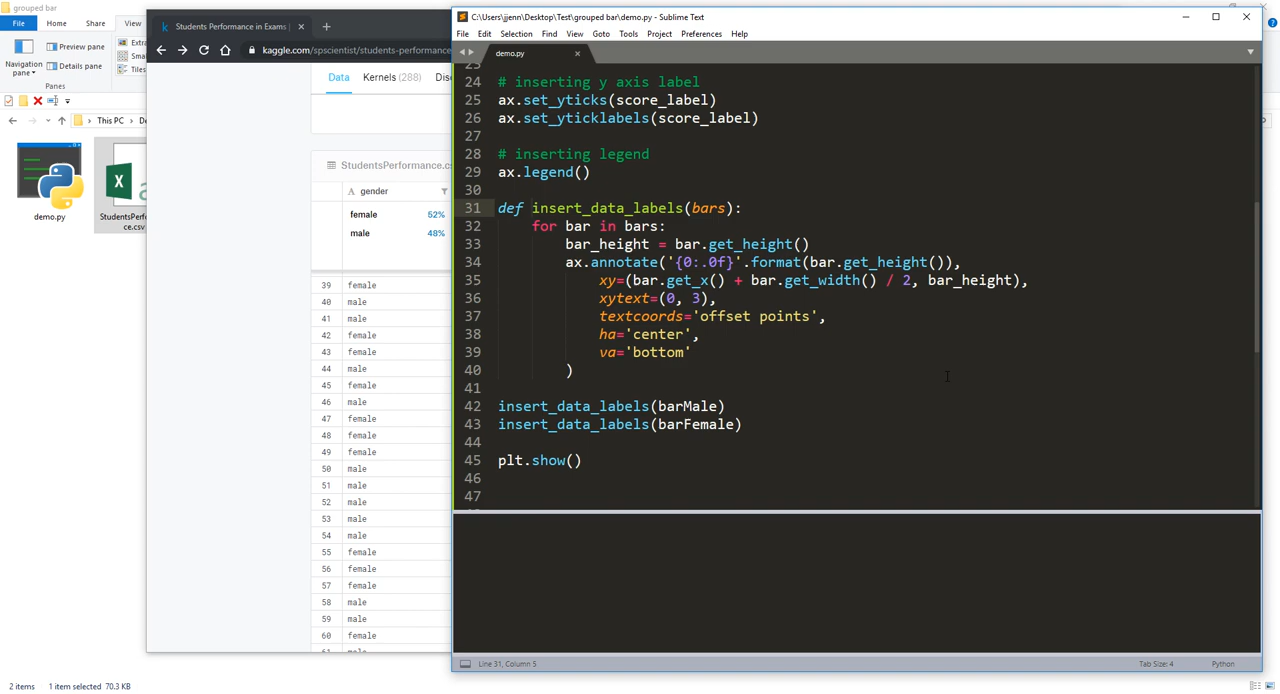 grouped bar
File Home Share View
Navigation pane
Preview pane
Details pane
Extra
Sma
Tiles
Panes
This PC
demo.py
StudentsPerfo
ce.csv
2 items 1 item selected 70.3 KB
Students Performance in Exams |
kaggle.com/spscientist/students-performance
Data Kernels (288) Dis
StudentsPerformance.cs
A gender
female 52%
male 48%
39 female
40 male
41 male
42 female
43 female
44 male
45 female
46 male
47 female
48 female
49 female
50 male
51 male
52 male
53 male
54 male
55 female
56 female
57 female
58 male
59 male
60 female
61 male
C:\Users\jjenn\Desktop\Test\grouped bar\demo.py - Sublime Text
File Edit Selection Find View Goto Tools Project Preferences Help
demo.py
23
24 # inserting y axis label
25 ax.set_yticks(score_label)
26 ax.set_yticklabels(score_label)
27
28 # inserting legend
29 ax.legend()
30
31 def insert_data_labels(bars):
32 for bar in bars:
33 bar_height = bar.get_height()
34 ax.annotate('{0:.0f}'.format(bar.get_height()),
35 xy=(bar.get_x() + bar.get_width() / 2, bar_height),
36 xytext=(0, 3),
37 textcoords='offset points',
38 ha='center',
39 va='bottom'
40 )
41
42 insert_data_labels(barMale)
43 insert_data_labels(barFemale)
44
45 plt.show()
46
47
Line 31, Column 5
Tab Size: 4
Python